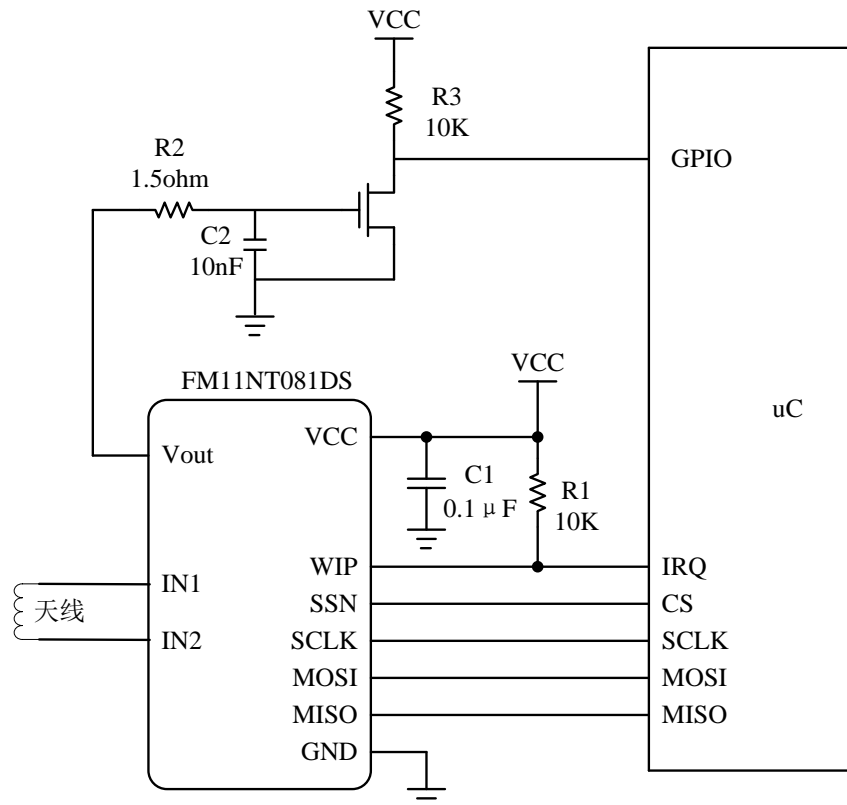 VCC
R3
10K
GPIO
R2
1.5ohm
C2
10nF
FM11NT081DS
VCC
uC
VCC
Vout
C1
0.1μF
R1
10K
WIP
IRQ
IN1
天线
IN2
SSN
CS
SCLK
SCLK
MOSI
MOSI
MISO
MISO
GND